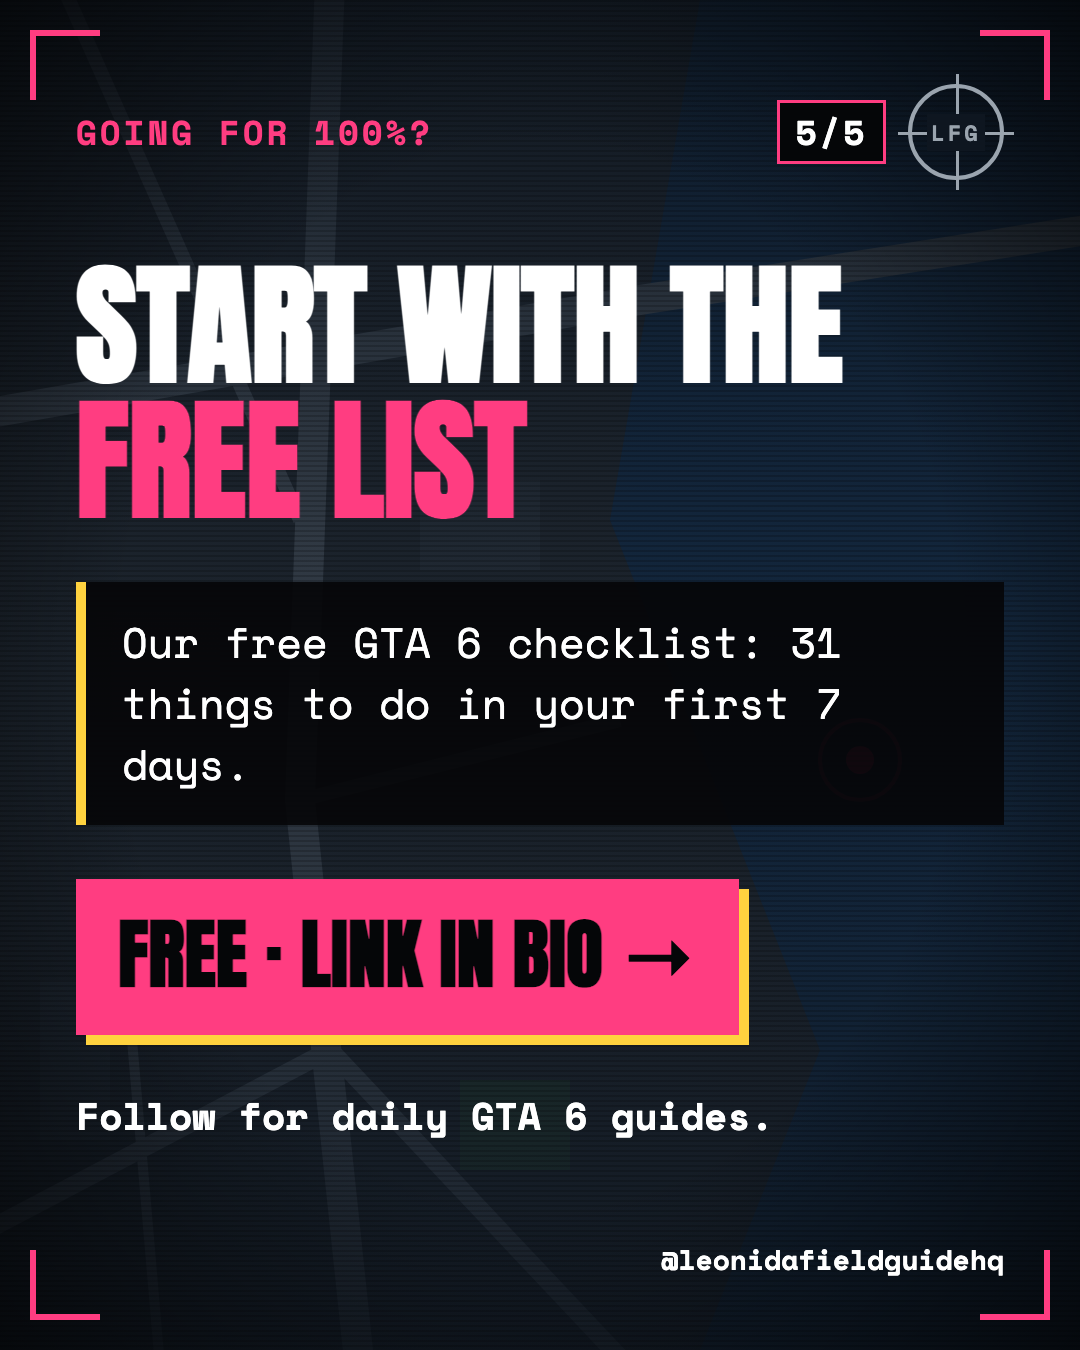 GOING FOR 100%?
5/5
LFG
START WITH THE
FREE LIST
Our free GTA 6 checklist: 31
things to do in your first 7
days.
FREE · LINK IN BIO →
Follow for daily GTA 6 guides.
@leonidafieldguidehq